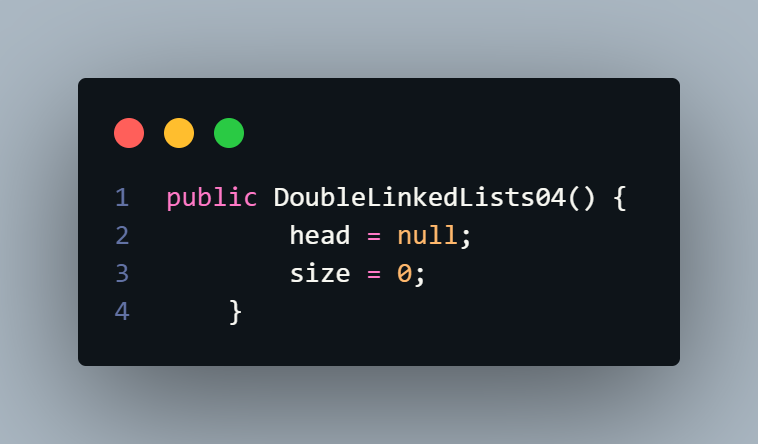 1 public DoubleLinkedLists04() {
2         head = null;
3         size = 0;
4     }